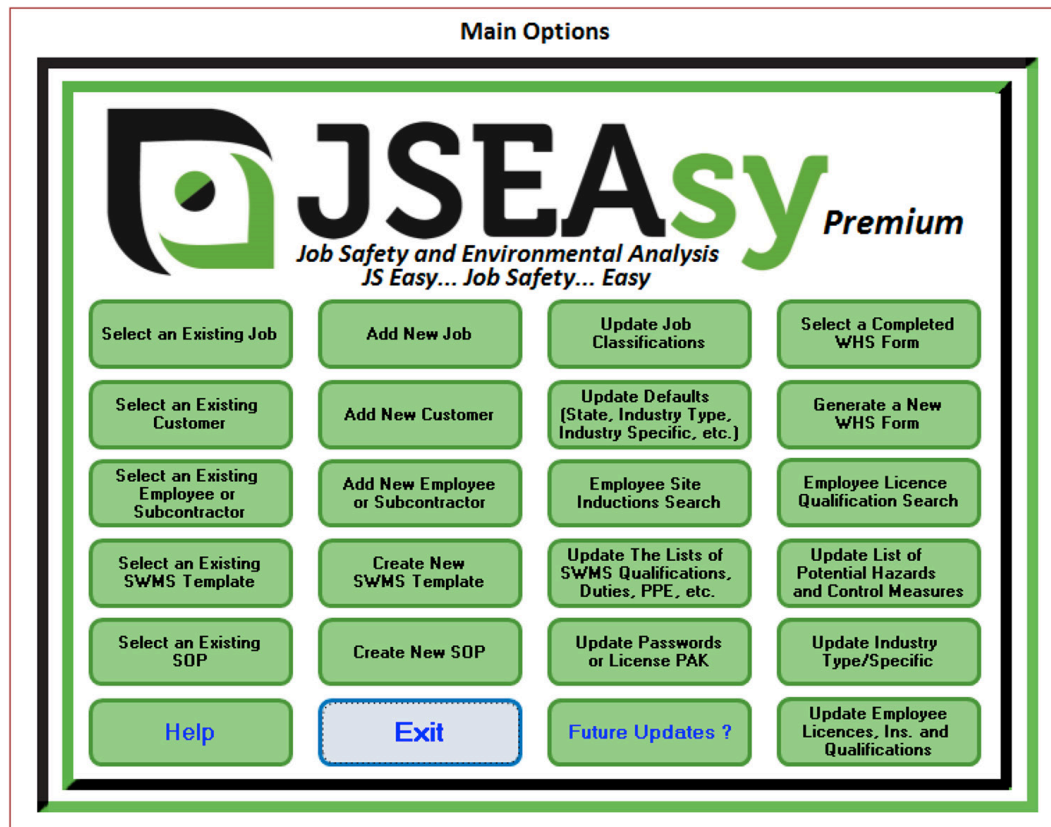 Main Options
JSEAsy
Premium
Job Safety and Environmental Analysis
JS Easy... Job Safety... Easy
Select an Existing Job
Add New Job
Update Job
Classifications
Select a Completed
WHS Form
Select an Existing
Customer
Add New Customer
Update Defaults
(State, Industry Type,
Industry Specific, etc.)
Generate a New
WHS Form
Select an Existing
Employee or
Subcontractor
Add New Employee
or Subcontractor
Employee Site
Inductions Search
Employee Licence
Qualification Search
Select an Existing
SWMS Template
Create New
SWMS Template
Update The Lists of
SWMS Qualifications,
Duties, PPE, etc.
Update List of
Potential Hazards
and Control Measures
Select an Existing
SOP
Create New SOP
Update Passwords
or License PAK
Update Industry
Type/Specific
Help
Exit
Future Updates ?
Update Employee
Licences, Ins. and
Qualifications